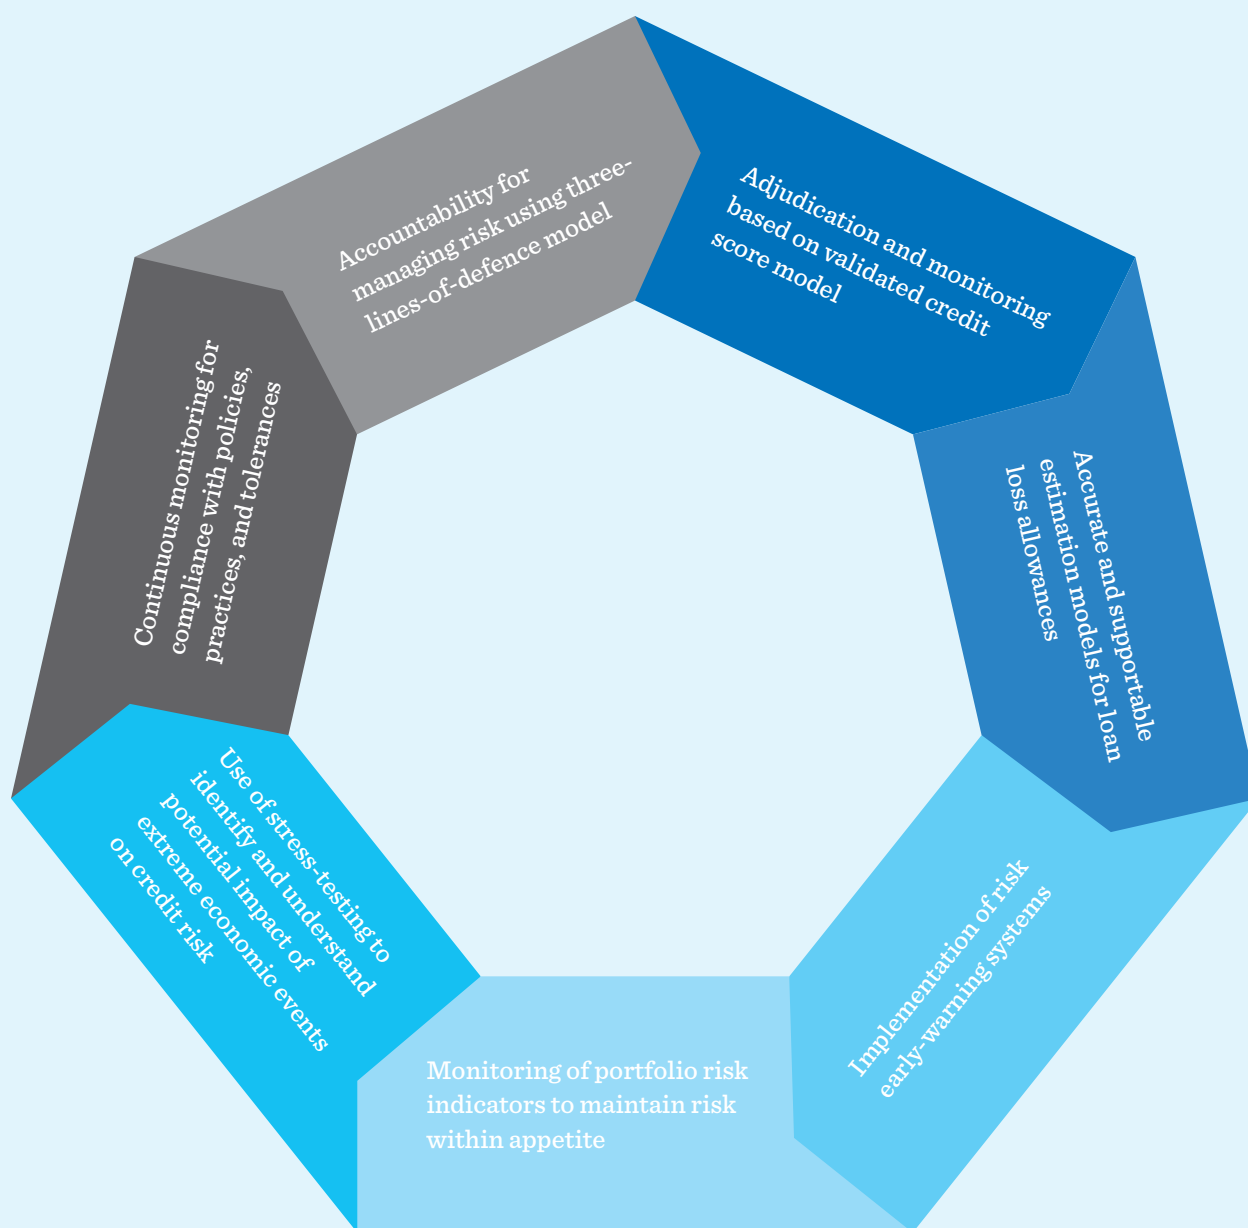 Accountability for
managing risk using three-
lines-of-defence model
Adjudication and monitoring
based on validated credit
score model
Accurate and supportable
estimation models for loan
loss allowances
Implementation of risk
early-warning systems
Monitoring of portfolio risk
indicators to maintain risk
within appetite
Use of stress-testing to
identify and understand
potential impact of
extreme economic events
on credit risk
Continuous monitoring for
compliance with policies,
practices, and tolerances